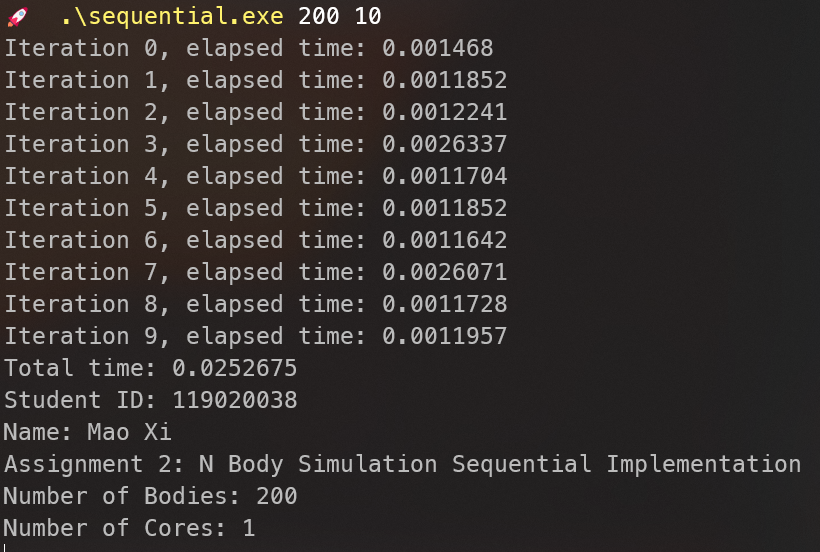 🚀 .\sequential.exe 200 10
Iteration 0, elapsed time: 0.001468
Iteration 1, elapsed time: 0.0011852
Iteration 2, elapsed time: 0.0012241
Iteration 3, elapsed time: 0.0026337
Iteration 4, elapsed time: 0.0011704
Iteration 5, elapsed time: 0.0011852
Iteration 6, elapsed time: 0.0011642
Iteration 7, elapsed time: 0.0026071
Iteration 8, elapsed time: 0.0011728
Iteration 9, elapsed time: 0.0011957
Total time: 0.0252675
Student ID: 119020038
Name: Mao Xi
Assignment 2: N Body Simulation Sequential Implementation
Number of Bodies: 200
Number of Cores: 1